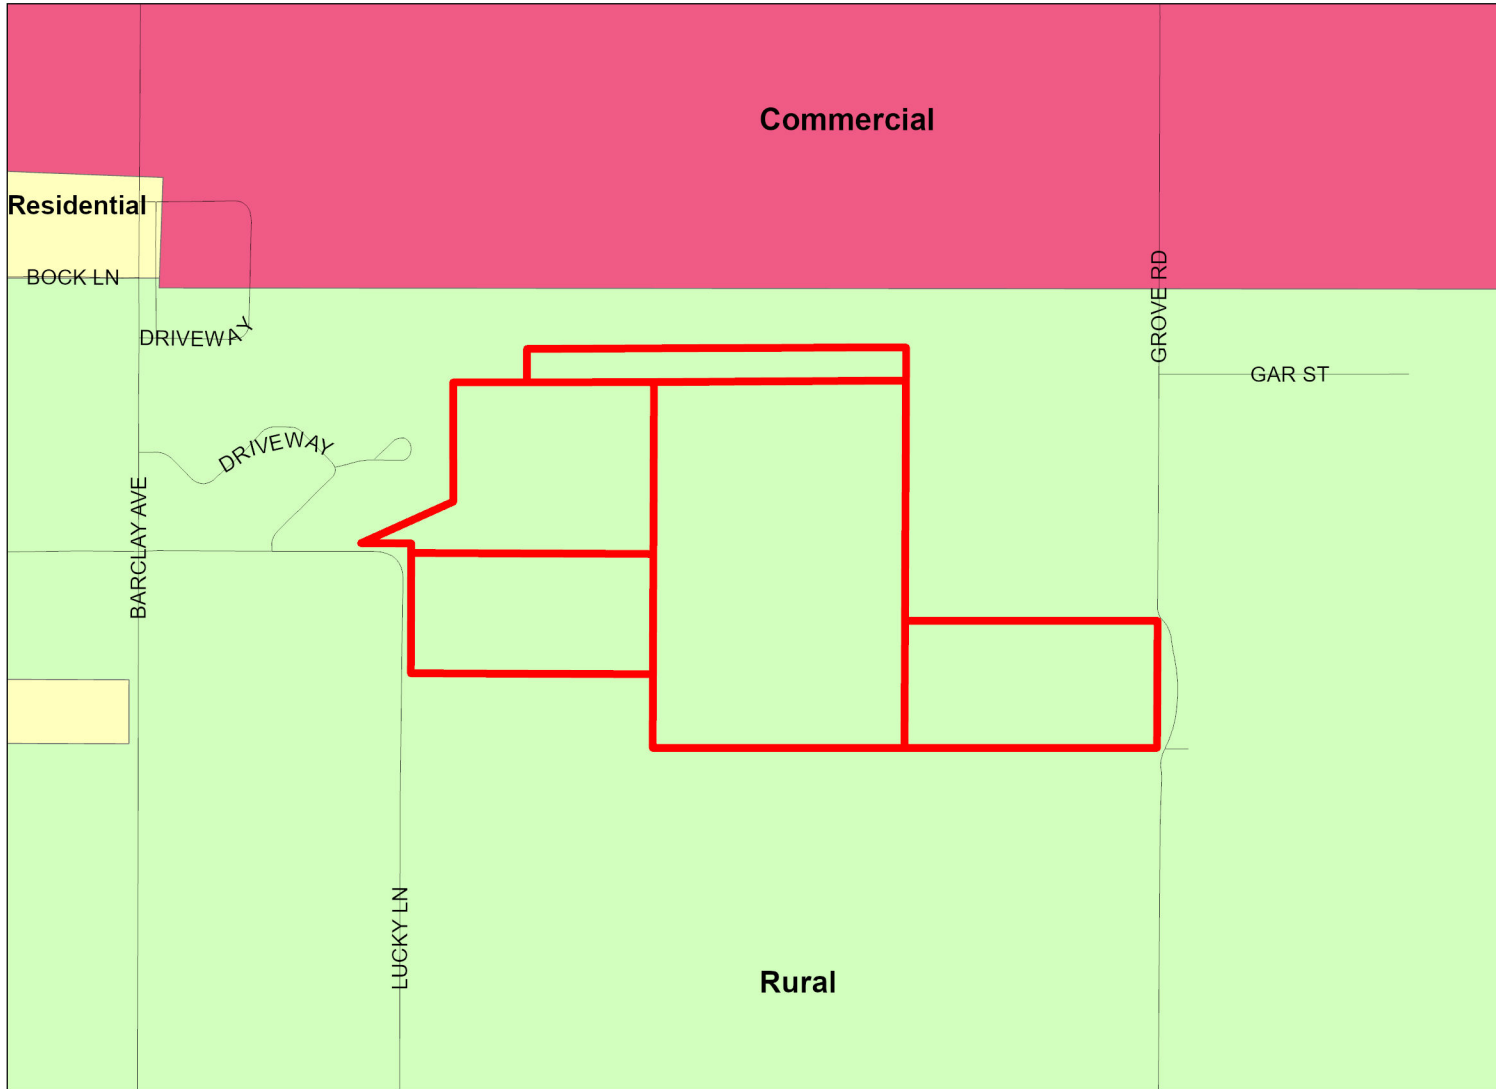 Commercial
Residential
BOCK LN
DRIVEWAY
GROVE RD
GAR ST
DRIVEWAY
BARCLAY AVE
LUCKY LN
Rural